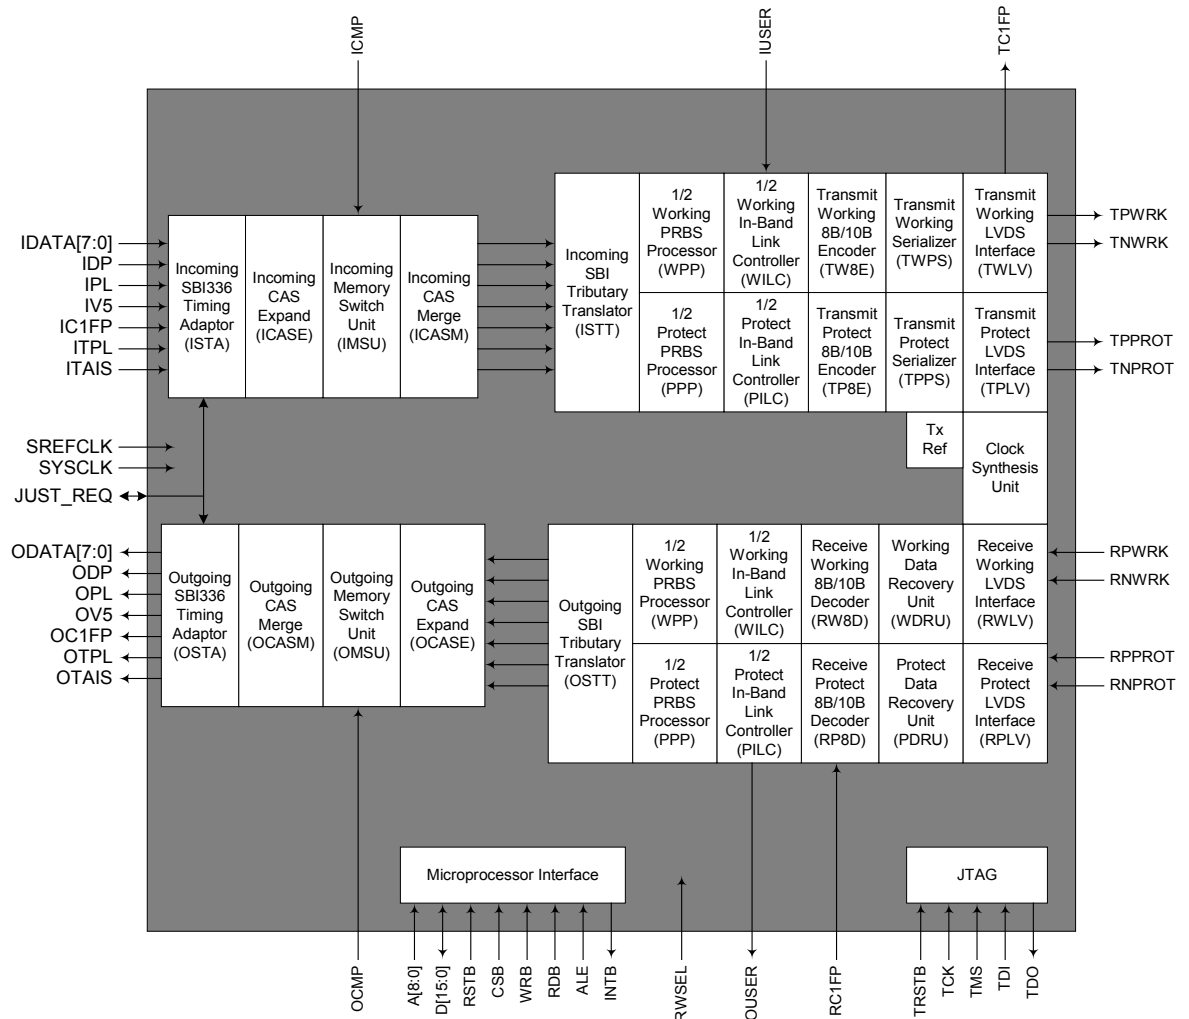 ICMP
IUSER
TC1FP
IDATA[7:0]
IDP
IPL
IV5
IC1FP
ITPL
ITAIS
Incoming
SBI336
Timing
Adaptor
(ISTA)
Incoming
CAS
Expand
(ICASE)
Incoming
Memory
Switch
Unit
(IMSU)
Incoming
CAS
Merge
(ICASM)
Incoming
SBI
Tributary
Translator
(ISTT)
1/2
Working
PRBS
Processor
(WPP)
1/2
Working
In-Band
Link
Controller
(WILC)
Transmit
Working
8B/10B
Encoder
(TW8E)
Transmit
Working
Serializer
(TWPS)
Transmit
Working
LVDS
Interface
(TWLV)
TPWRK
TNWRK
1/2
Protect
PRBS
Processor
(PPP)
1/2
Protect
In-Band
Link
Controller
(PILC)
Transmit
Protect
8B/10B
Encoder
(TP8E)
Transmit
Protect
Serializer
(TPPS)
Transmit
Protect
LVDS
Interface
(TPLV)
TPPROT
TNPROT
Tx
Ref
Clock
Synthesis
Unit
SREFCLK
SYSCLK
JUST_REQ
ODATA[7:0]
ODP
OPL
OV5
OC1FP
OTPL
OTAIS
Outgoing
SBI336
Timing
Adaptor
(OSTA)
Outgoing
CAS
Merge
(OCASM)
Outgoing
Memory
Switch
Unit
(OMSU)
Outgoing
CAS
Expand
(OCASE)
Outgoing
SBI
Tributary
Translator
(OSTT)
1/2
Working
PRBS
Processor
(WPP)
1/2
Working
In-Band
Link
Controller
(WILC)
Receive
Working
8B/10B
Decoder
(RW8D)
Working
Data
Recovery
Unit
(WDRU)
Receive
Working
LVDS
Interface
(RWLV)
RPWRK
RNWRK
1/2
Protect
PRBS
Processor
(PPP)
1/2
Protect
In-Band
Link
Controller
(PILC)
Receive
Protect
8B/10B
Decoder
(RP8D)
Protect
Data
Recovery
Unit
(PDRU)
Receive
Protect
LVDS
Interface
(RPLV)
RPPROT
RNPROT
Microprocessor Interface
JTAG
OCMP
A[8:0]
D[15:0]
RSTB
CSB
WRB
RDB
ALE
INTB
RWSEL
OUSER
RC1FP
TRSTB
TCK
TMS
TDI
TDO